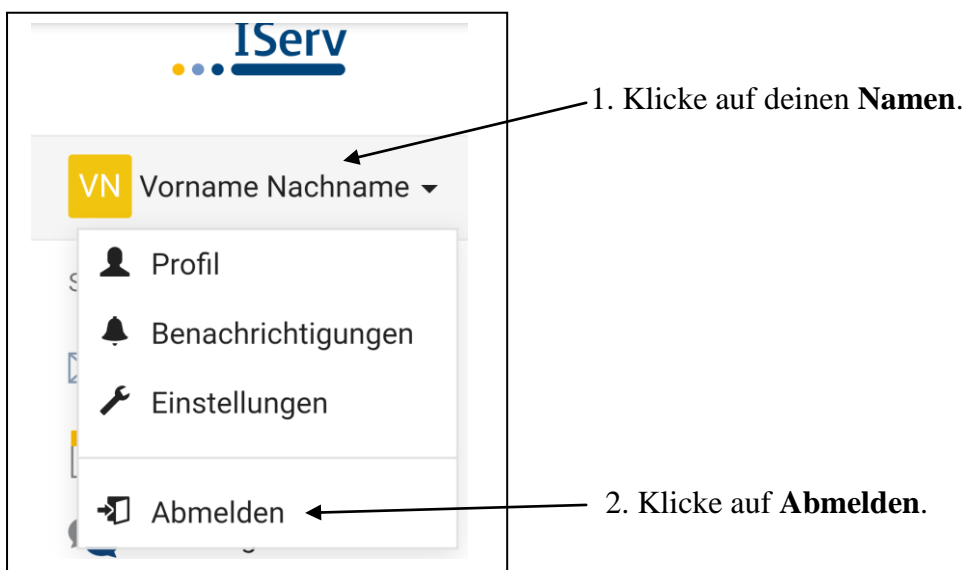 IServ
1. Klicke auf deinen Namen.
VN Vorname Nachname
Profil
Benachrichtigungen
Einstellungen
Abmelden
2. Klicke auf Abmelden.